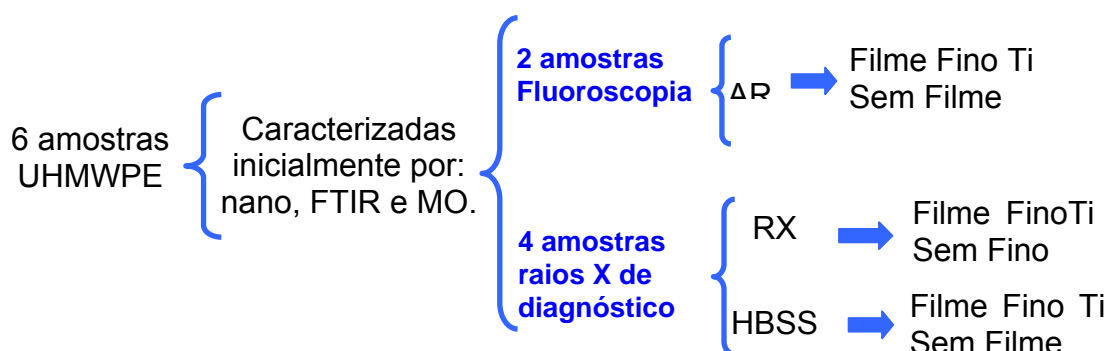 6 amostras
UHMWPE
Caracterizadas
inicialmente por:
nano, FTIR e MO.
2 amostras
Fluoroscopia
Filme Fino Ti
Sem Filme
4 amostras
raios X de
diagnóstico
RX
Filme FinoTi
Sem Fino
HBSS
Filme Fino Ti
Sem Filme